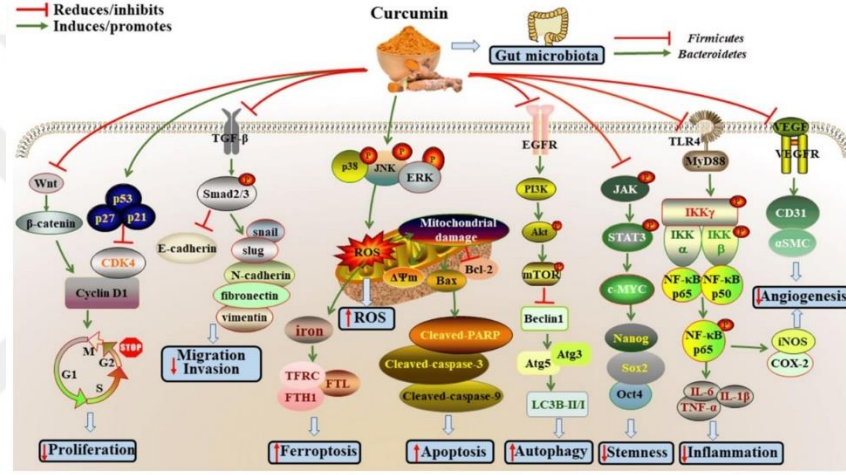 Reduces/inhibits
Induces/promotes
Curcumin
Gut microbiota
Firmicutes
Bacteroidetes
TGF-β
Smad2/3
P
E-cadherin
snail
slug
N-cadherin
fibronectin
vimentin
Migration
Invasion
Wnt
β-catenin
p53
p27
p21
CDK4
Cyclin D1
M
G2
STOP
G1
S
Proliferation
p38
P
JNK
P
ERK
P
ROS
Mitochondrial
damage
ΔΨm
Bax
Bcl-2
ROS
iron
TFRC
FTH1
FTL
Ferroptosis
Cleaved-PARP
Cleaved-caspase-3
Cleaved-caspase-9
Apoptosis
EGFR
PI3K
Akt
P
mTOR
P
Beclin1
Atg5
Atg3
LC3B-II/I
Autophagy
JAK
P
STAT3
P
c-MYC
Nanog
Sox2
Oct4
Stemness
TLR4
MyD88
IKKγ
P
IKK
α
IKK
β
P
NF-κB
p65
NF-κB
p50
NF-κB
p65
P
IL-6
TNF-α
IL-1β
Inflammation
VEGF
VEGFR
CD31
αSMC
Angiogenesis
iNOS
COX-2